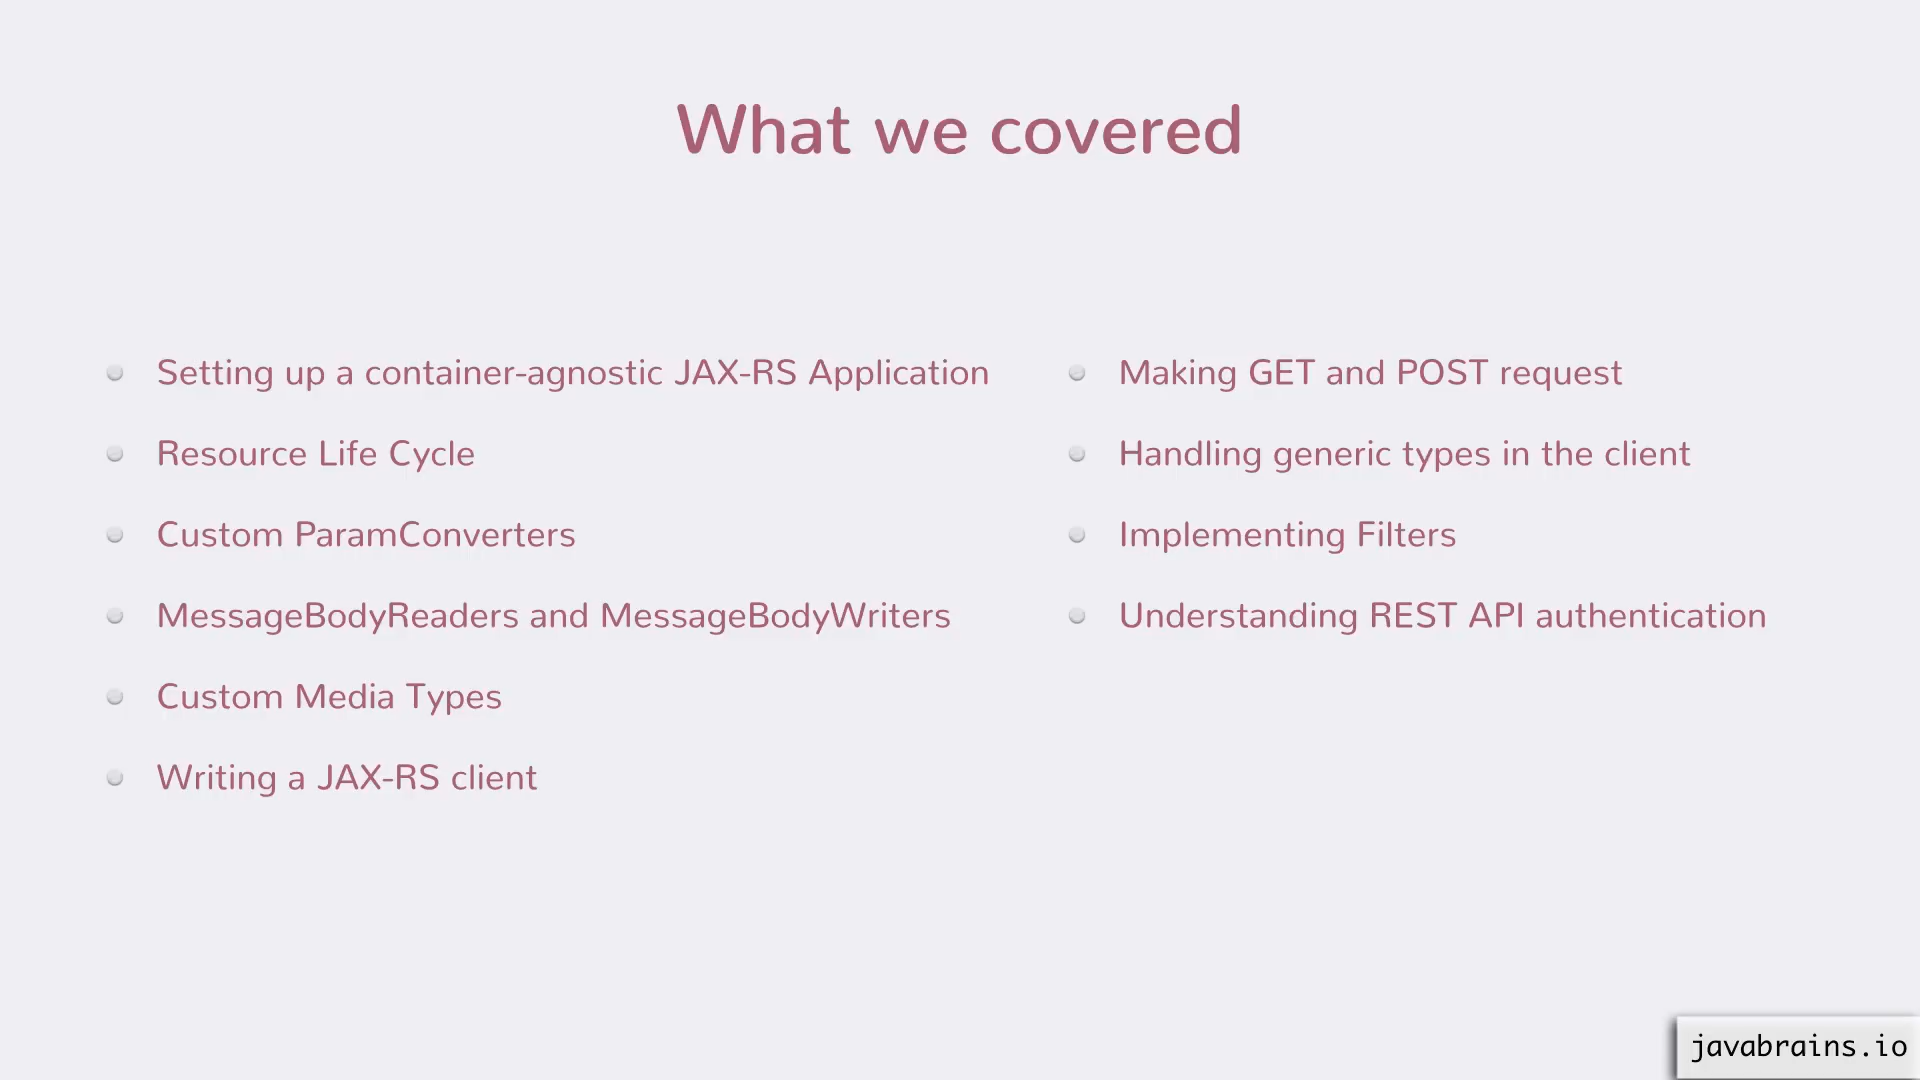 What we covered
Setting up a container-agnostic JAX-RS Application
Resource Life Cycle
Custom ParamConverters
MessageBodyReaders and MessageBodyWriters
Custom Media Types
Writing a JAX-RS client
Making GET and POST request
Handling generic types in the client
Implementing Filters
Understanding REST API authentication
javabrains.io